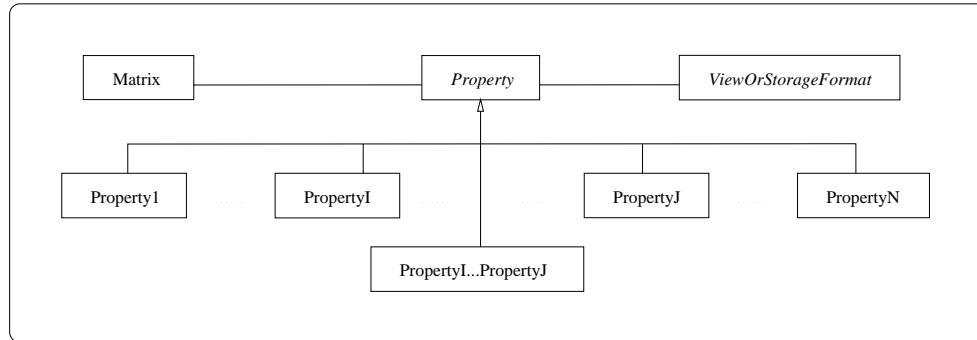 Matrix
Property
ViewOrStorageFormat
Property1
PropertyI
PropertyJ
PropertyN
PropertyI...PropertyJ